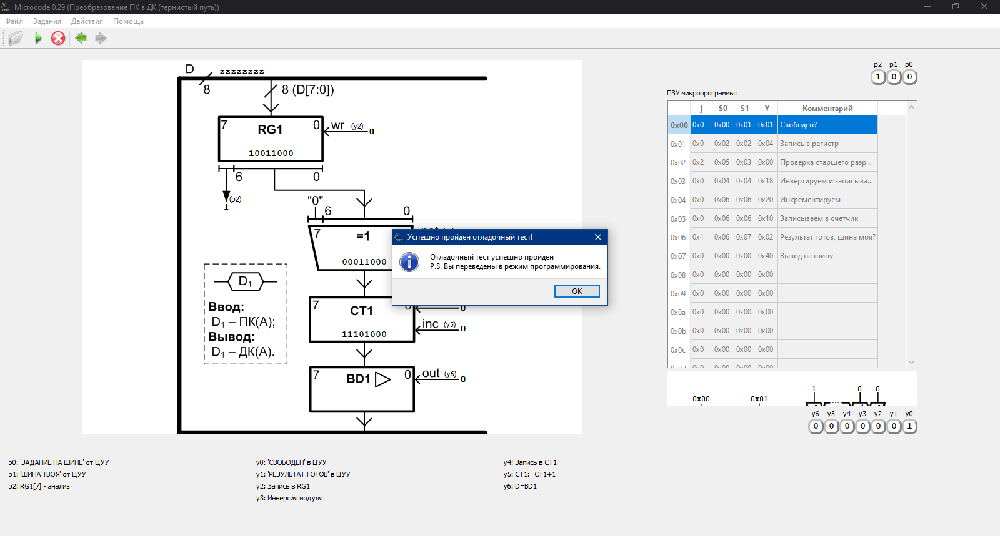 Microcode 0.29 (Преобразование ПК в ДК (тернистый путь))
Файл Задания Действия Помощь
D zzzzzzzz
8 8 (D[7:0])
7 RG1 0 wr (y2) 0
10011000
6 0
(p2)
1
"0" 6 0
7 =1
00011000
7 CT1 0 0
11101000
inc (y5) 0
7 BD1 0 out (y6) 0
D₁
Ввод:
D₁ – ПК(A);
Вывод:
D₁ – ДК(A).
Успешно пройден отладочный тест!
Отладочный тест успешно пройден
P.S. Вы переведены в режим программирования.
OK
p2 p1 p0
1 0 0
ПЗУ микропрограммы:
j S0 S1 Y Комментарий
0x00 0x0 0x00 0x01 0x01 Свободен?
0x01 0x0 0x02 0x02 0x04 Запись в регистр
0x02 0x2 0x05 0x03 0x00 Проверка старшего разр...
0x03 0x0 0x04 0x04 0x18 Инвертируем и записыва...
0x04 0x0 0x06 0x06 0x20 Инкрементируем
0x05 0x0 0x06 0x06 0x10 Записываем в счетчик
0x06 0x1 0x06 0x07 0x02 Результат готов, шина моя?
0x07 0x0 0x00 0x00 0x40 Вывод на шину
0x08 0x0 0x00 0x00 0x00
0x09 0x0 0x00 0x00 0x00
0x0a 0x0 0x00 0x00 0x00
0x0b 0x0 0x00 0x00 0x00
0x0c 0x0 0x00 0x00 0x00
1 0 0
0x00 0x01
y6 y5 y4 y3 y2 y1 y0
0 0 0 0 0 0 1
p0: 'ЗАДАНИЕ НА ШИНЕ' от ЦУУ
p1: 'ШИНА ТВОЯ' от ЦУУ
p2: RG1[7] - анализ
y0: 'СВОБОДЕН' в ЦУУ
y1: 'РЕЗУЛЬТАТ ГОТОВ' в ЦУУ
y2: Запись в RG1
y3: Инверсия модуля
y4: Запись в CT1
y5: CT1:=CT1+1
y6: D=BD1